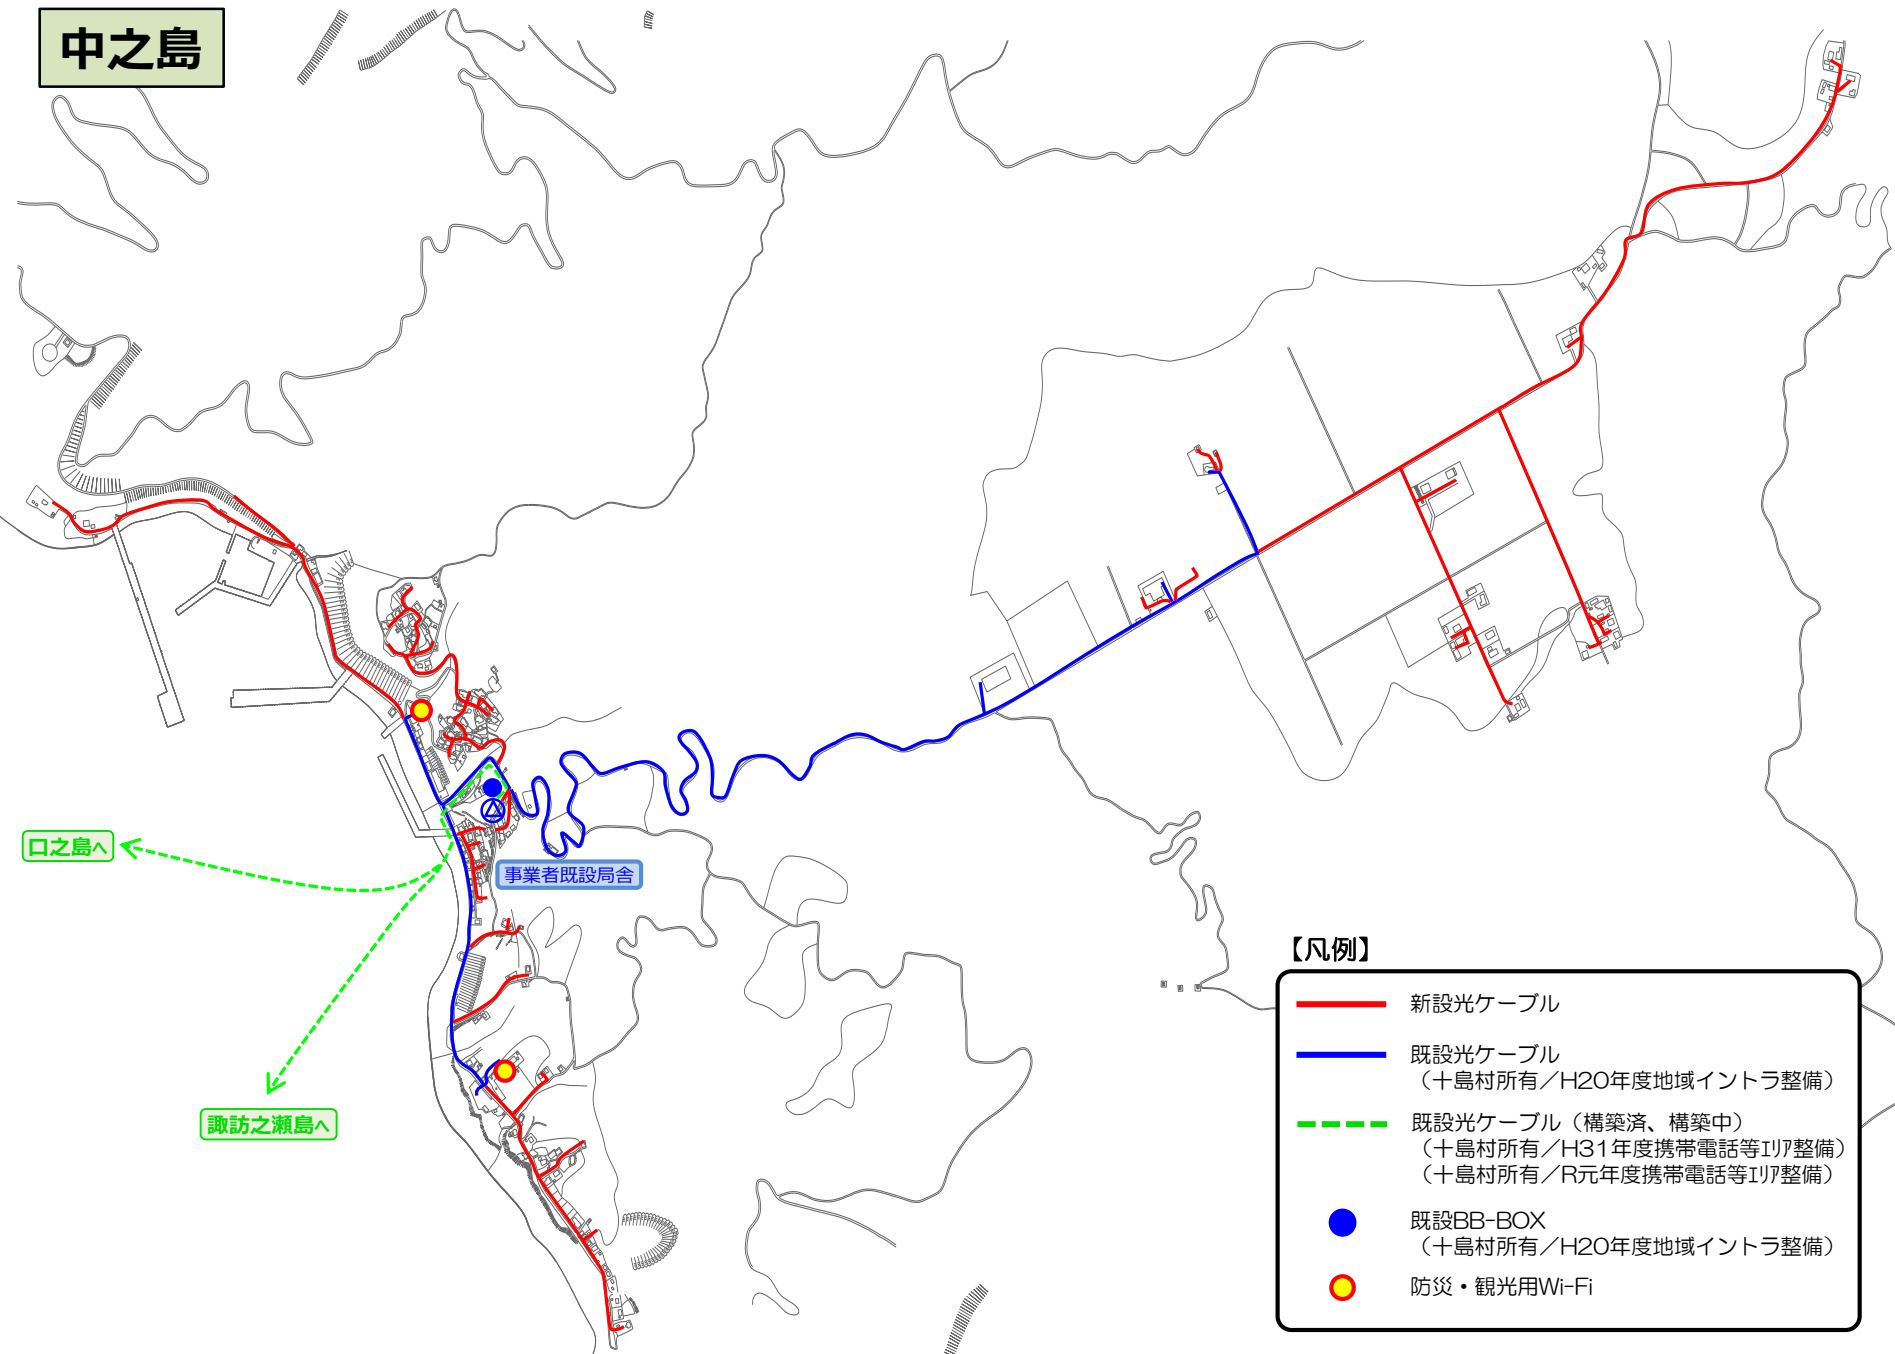 中之島
口之島へ
事業者既設局舎
諏訪之瀬島へ
【凡例】
新設光ケーブル
既設光ケーブル
（十島村所有／H20年度地域イントラ整備）
既設光ケーブル（構築済、構築中）
（十島村所有／H31年度携帯電話等ｴﾘｱ整備）
（十島村所有／R元年度携帯電話等ｴﾘｱ整備）
既設BB-BOX
（十島村所有／H20年度地域イントラ整備）
防災・観光用Wi-Fi